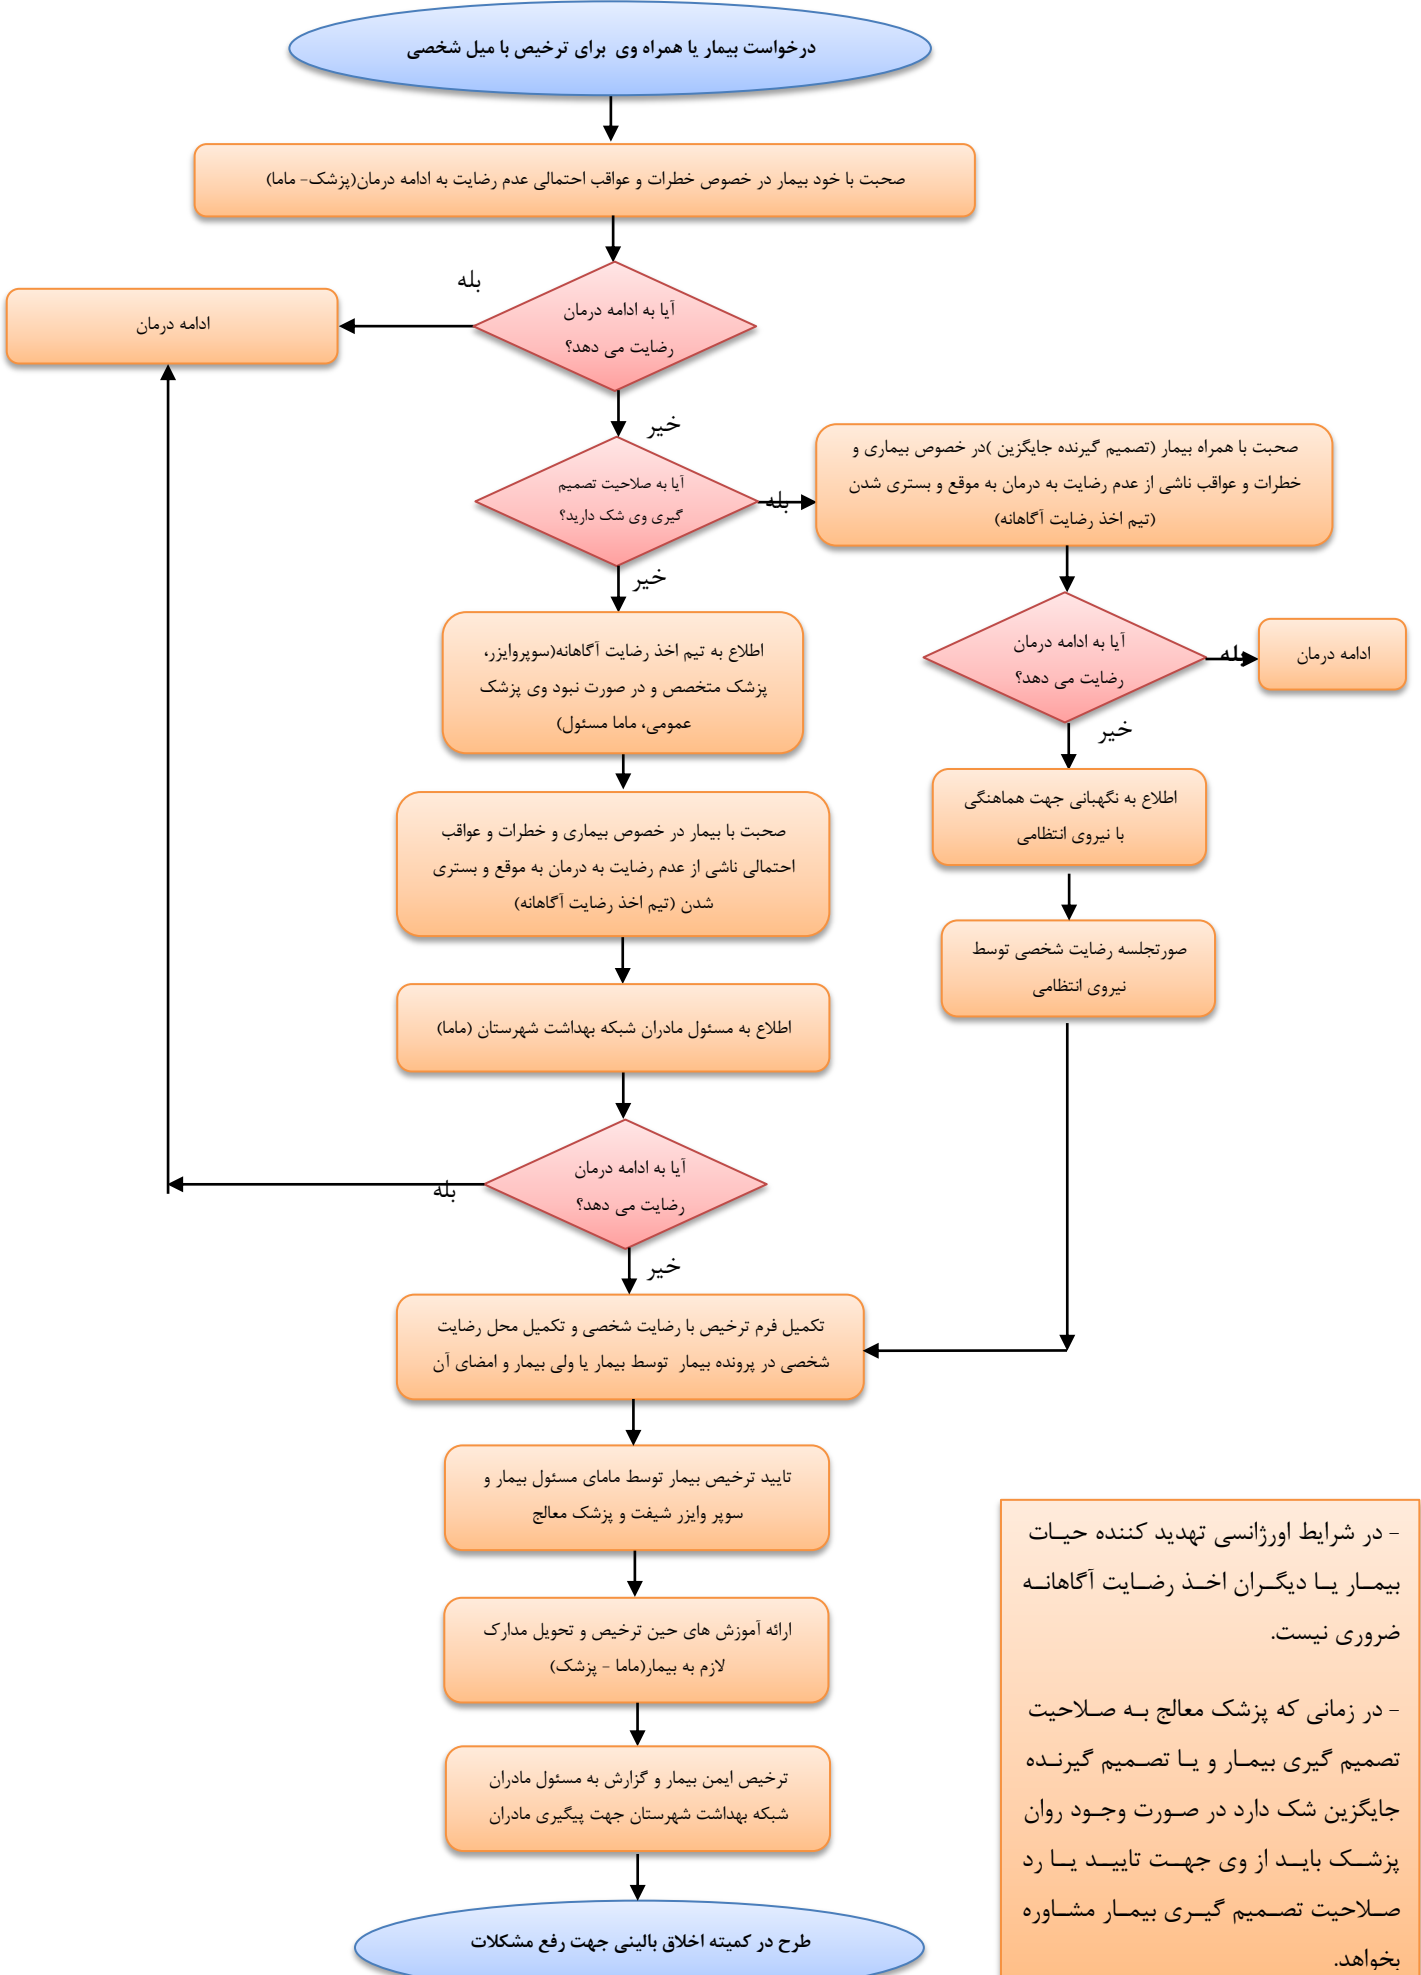 درخواست بیمار یا همراه وی برای ترخیص با میل شخصی
صحبت با خود بیمار در خصوص خطرات و عواقب احتمالی عدم رضایت به ادامه درمان(پزشک- ماما)
آیا به ادامه درمان
رضایت می دهد؟
بله
ادامه درمان
خیر
آیا به صلاحیت تصمیم
گیری وی شک دارید؟
بله
صحبت با همراه بیمار (تصمیم گیرنده جایگزین )در خصوص بیماری و
خطرات و عواقب ناشی از عدم رضایت به درمان به موقع و بستری شدن
(تیم اخذ رضایت آگاهانه)
خیر
آیا به ادامه درمان
رضایت می دهد؟
بله
ادامه درمان
خیر
اطلاع به نگهبانی جهت هماهنگی
با نیروی انتظامی
صورتجلسه رضایت شخصی توسط
نیروی انتظامی
اطلاع به تیم اخذ رضایت آگاهانه(سوپروایزر،
پزشک متخصص و در صورت نبود وی پزشک
عمومی، ماما مسئول)
صحبت با بیمار در خصوص بیماری و خطرات و عواقب
احتمالی ناشی از عدم رضایت به درمان به موقع و بستری
شدن (تیم اخذ رضایت آگاهانه)
اطلاع به مسئول مادران شبکه بهداشت شهرستان (ماما)
آیا به ادامه درمان
رضایت می دهد؟
بله
خیر
تکمیل فرم ترخیص با رضایت شخصی و تکمیل محل رضایت
شخصی در پرونده بیمار توسط بیمار یا ولی بیمار و امضای آن
تایید ترخیص بیمار توسط مامای مسئول بیمار و
سوپر وایزر شیفت و پزشک معالج
ارائه آموزش های حین ترخیص و تحویل مدارک
لازم به بیمار(ماما - پزشک)
ترخیص ایمن بیمار و گزارش به مسئول مادران
شبکه بهداشت شهرستان جهت پیگیری مادران
طرح در کمیته اخلاق بالینی جهت رفع مشکلات
- در شرایط اورژانسی تهدید کننده حیات
بیمار یا دیگران اخذ رضایت آگاهانه
ضروری نیست.
- در زمانی که پزشک معالج به صلاحیت
تصمیم گیری بیمار و یا تصمیم گیرنده
جایگزین شک دارد در صورت وجود روان
پزشک باید از وی جهت تایید یا رد
صلاحیت تصمیم گیری بیمار مشاوره
بخواهد.